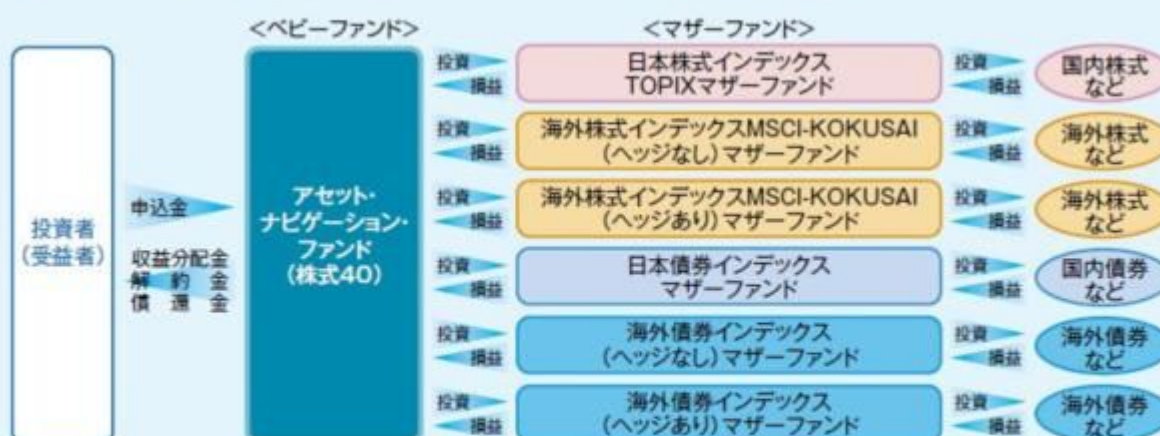 <ベビーファンド>
<マザーファンド>
投資者
(受益者)
申込金
収益分配金
解約金
償還金
アセット・
ナビゲーション・
ファンド
(株式40)
投資
損益
日本株式インデックス
TOPIXマザーファンド
投資
損益
国内株式
など
投資
損益
海外株式インデックスMSCI-KOKUSAI
(ヘッジなし)マザーファンド
投資
損益
海外株式
など
投資
損益
海外株式インデックスMSCI-KOKUSAI
(ヘッジあり)マザーファンド
投資
損益
海外株式
など
投資
損益
日本債券インデックス
マザーファンド
投資
損益
国内債券
など
投資
損益
海外債券インデックス
(ヘッジなし)マザーファンド
投資
損益
海外債券
など
投資
損益
海外債券インデックス
(ヘッジあり)マザーファンド
投資
損益
海外債券
など